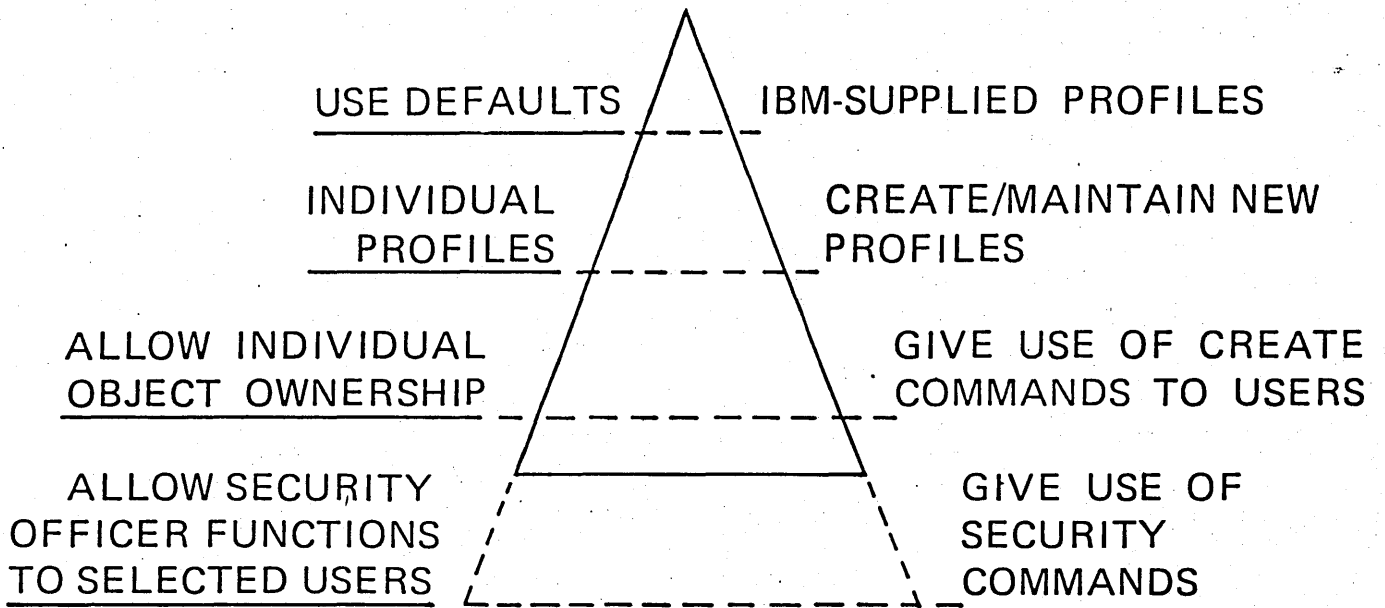 USE DEFAULTS
IBM-SUPPLIED PROFILES
INDIVIDUAL
PROFILES
CREATE/MAINTAIN NEW
PROFILES
ALLOW INDIVIDUAL
OBJECT OWNERSHIP
GIVE USE OF CREATE
COMMANDS TO USERS
ALLOW SECURITY
OFFICER FUNCTIONS
TO SELECTED USERS
GIVE USE OF
SECURITY
COMMANDS